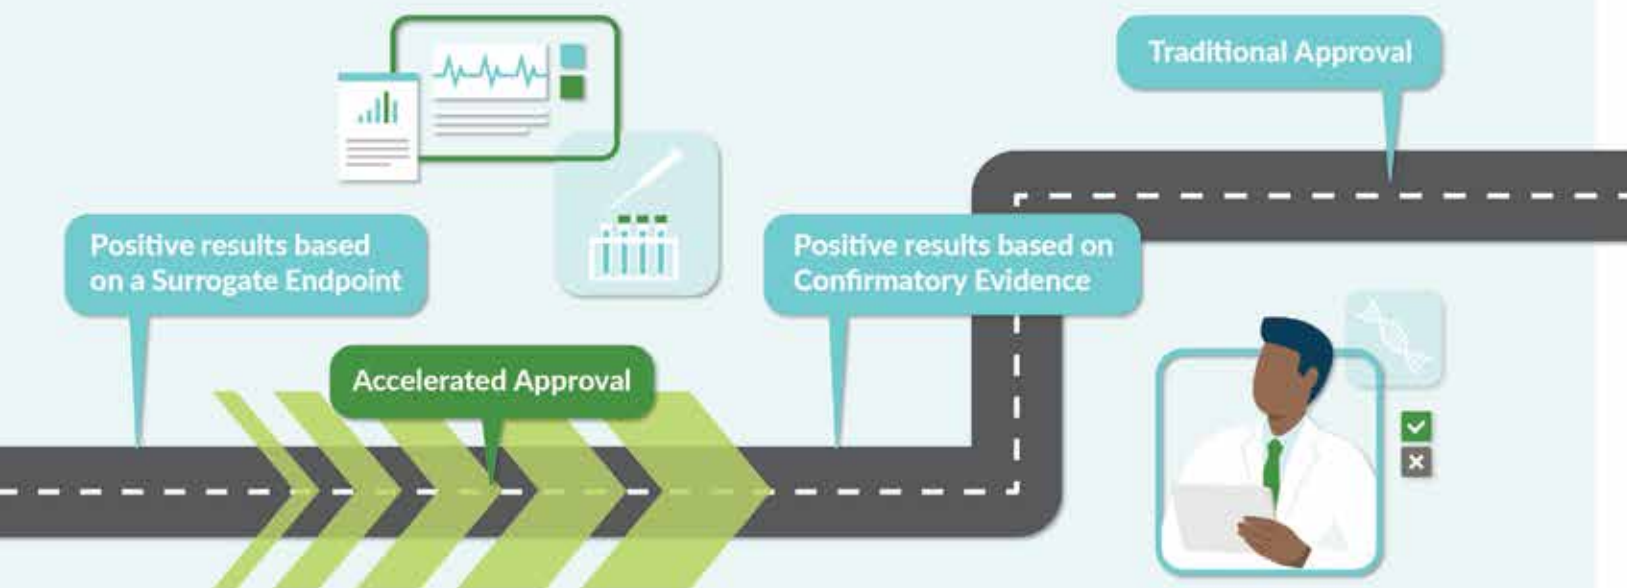 Traditional Approval
Positive results based
on a Surrogate Endpoint
Positive results based on
Confirmatory Evidence
Accelerated Approval